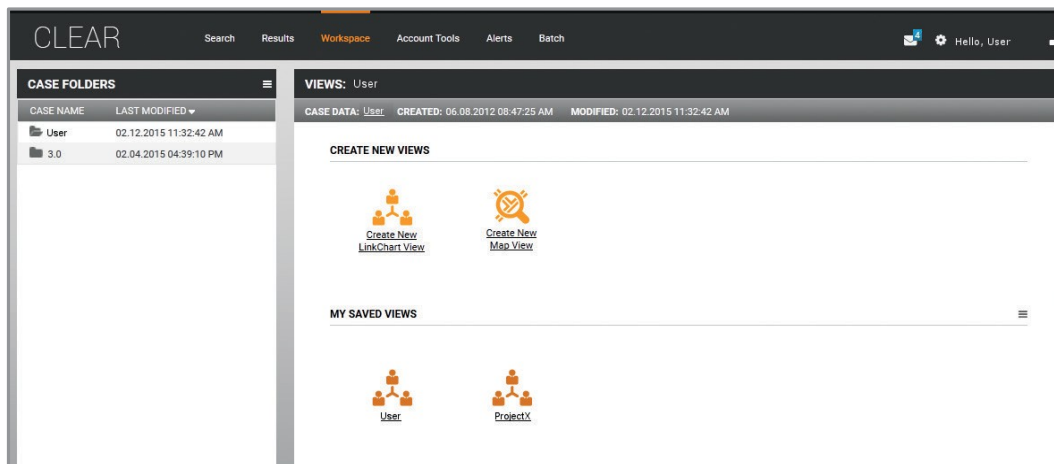 CLEAR
Search Results Workspace Account Tools Alerts Batch
4
Hello, User
CASE FOLDERS
CASE NAME LAST MODIFIED
User 02.12.2015 11:32:42 AM
3.0 02.04.2015 04:39:10 PM
VIEWS: User
CASE DATA: User CREATED: 06.08.2012 08:47:25 AM MODIFIED: 02.12.2015 11:32:42 AM
CREATE NEW VIEWS
Create New
LinkChart View
Create New
Map View
MY SAVED VIEWS
User
ProjectX